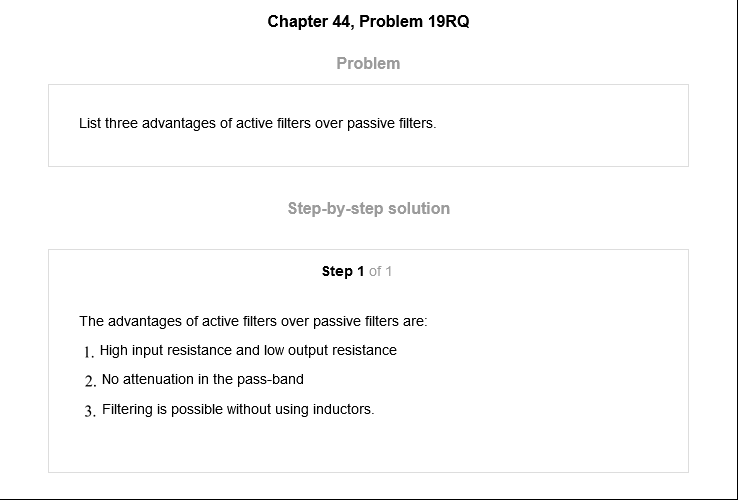 Chapter 44, Problem 19RQ
Problem
List three advantages of active filters over passive filters.
Step-by-step solution
Step 1 of 1
The advantages of active filters over passive filters are:
1. High input resistance and low output resistance
2. No attenuation in the pass-band
3. Filtering is possible without using inductors.